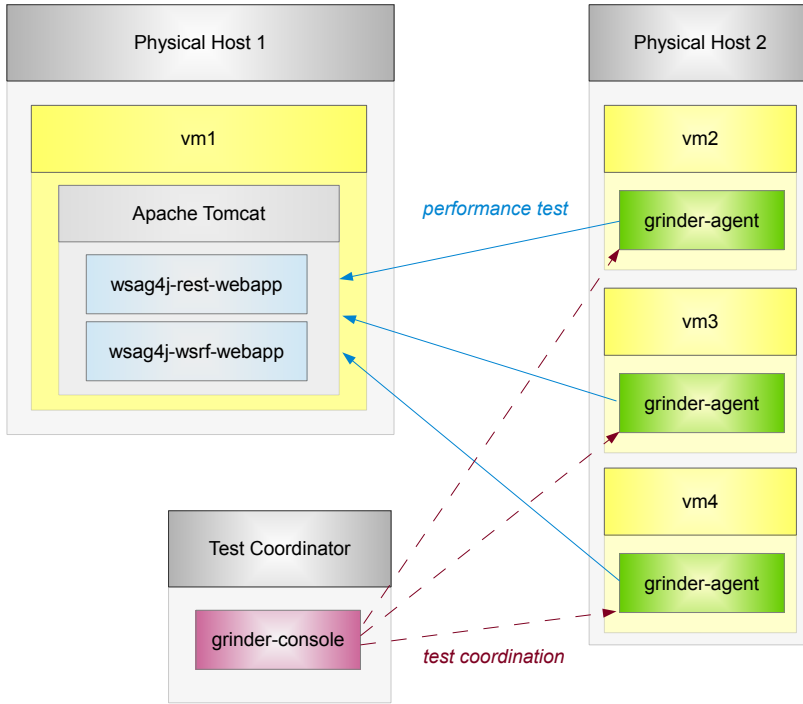 Physical Host 1
vm1
Apache Tomcat
wsag4j-rest-webapp
wsag4j-wsrf-webapp
performance test
Physical Host 2
vm2
grinder-agent
vm3
grinder-agent
vm4
grinder-agent
Test Coordinator
grinder-console
test coordination